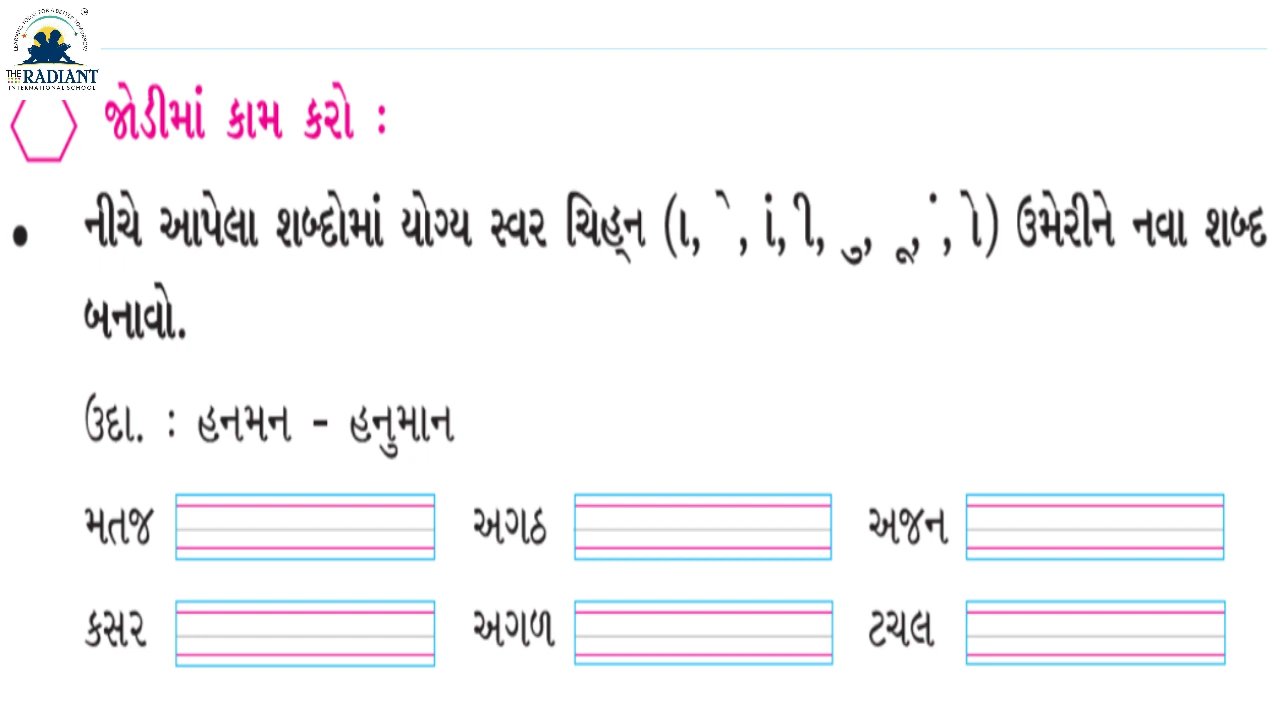 THE RADIANT
INTERNATIONAL SCHOOL
જોડીમાં કામ કરો :
• નીચે આપેલા શબ્દોમાં યોગ્ય સ્વર ચિહ્ન (ા, ે, ાં, ી, ુ, ૂ, ં, ો) ઉમેરીને નવા શબ્દ
બનાવો.
ઉદા. : હનમન - હનુમાન
મતજ અગઠ અજન
કસર અગળ ટચલ